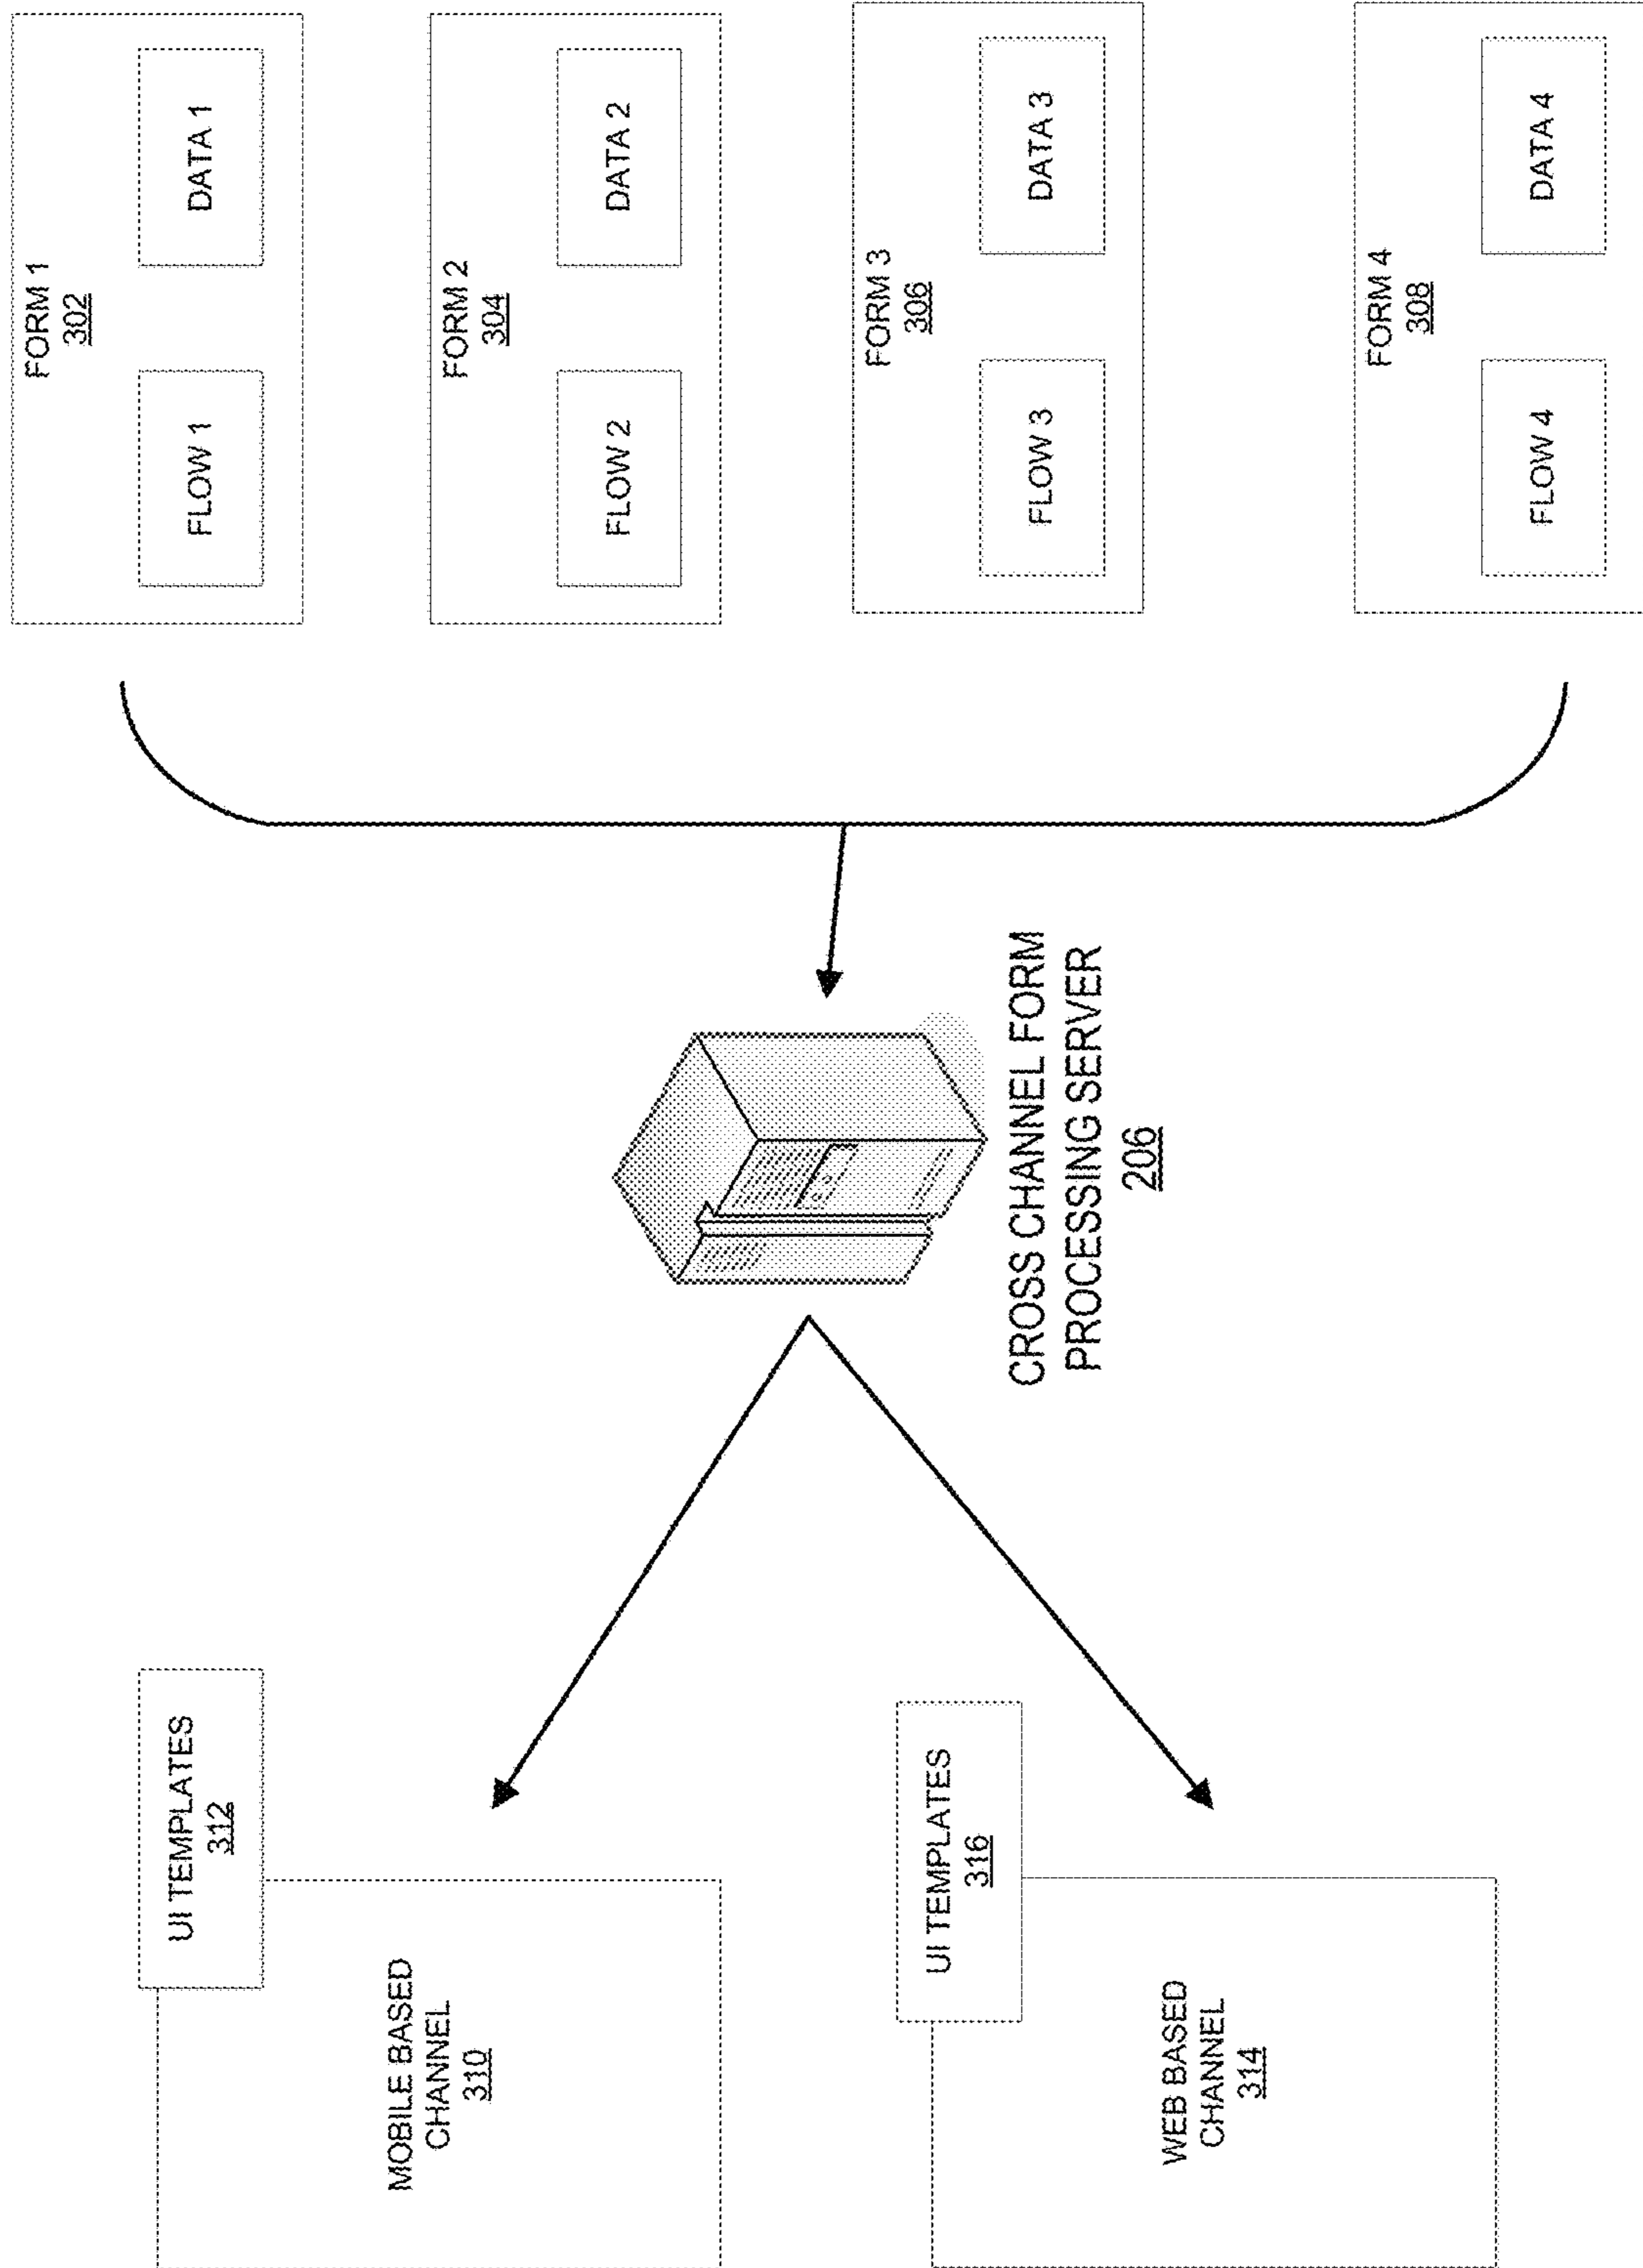 MOBILE BASED
CHANNEL
310
UI TEMPLATES
312
WEB BASED
CHANNEL
314
UI TEMPLATES
316
CROSS CHANNEL FORM
PROCESSING SERVER
206
FORM 1
302
FLOW 1
DATA 1
FORM 2
304
FLOW 2
DATA 2
FORM 3
306
FLOW 3
DATA 3
FORM 4
308
FLOW 4
DATA 4